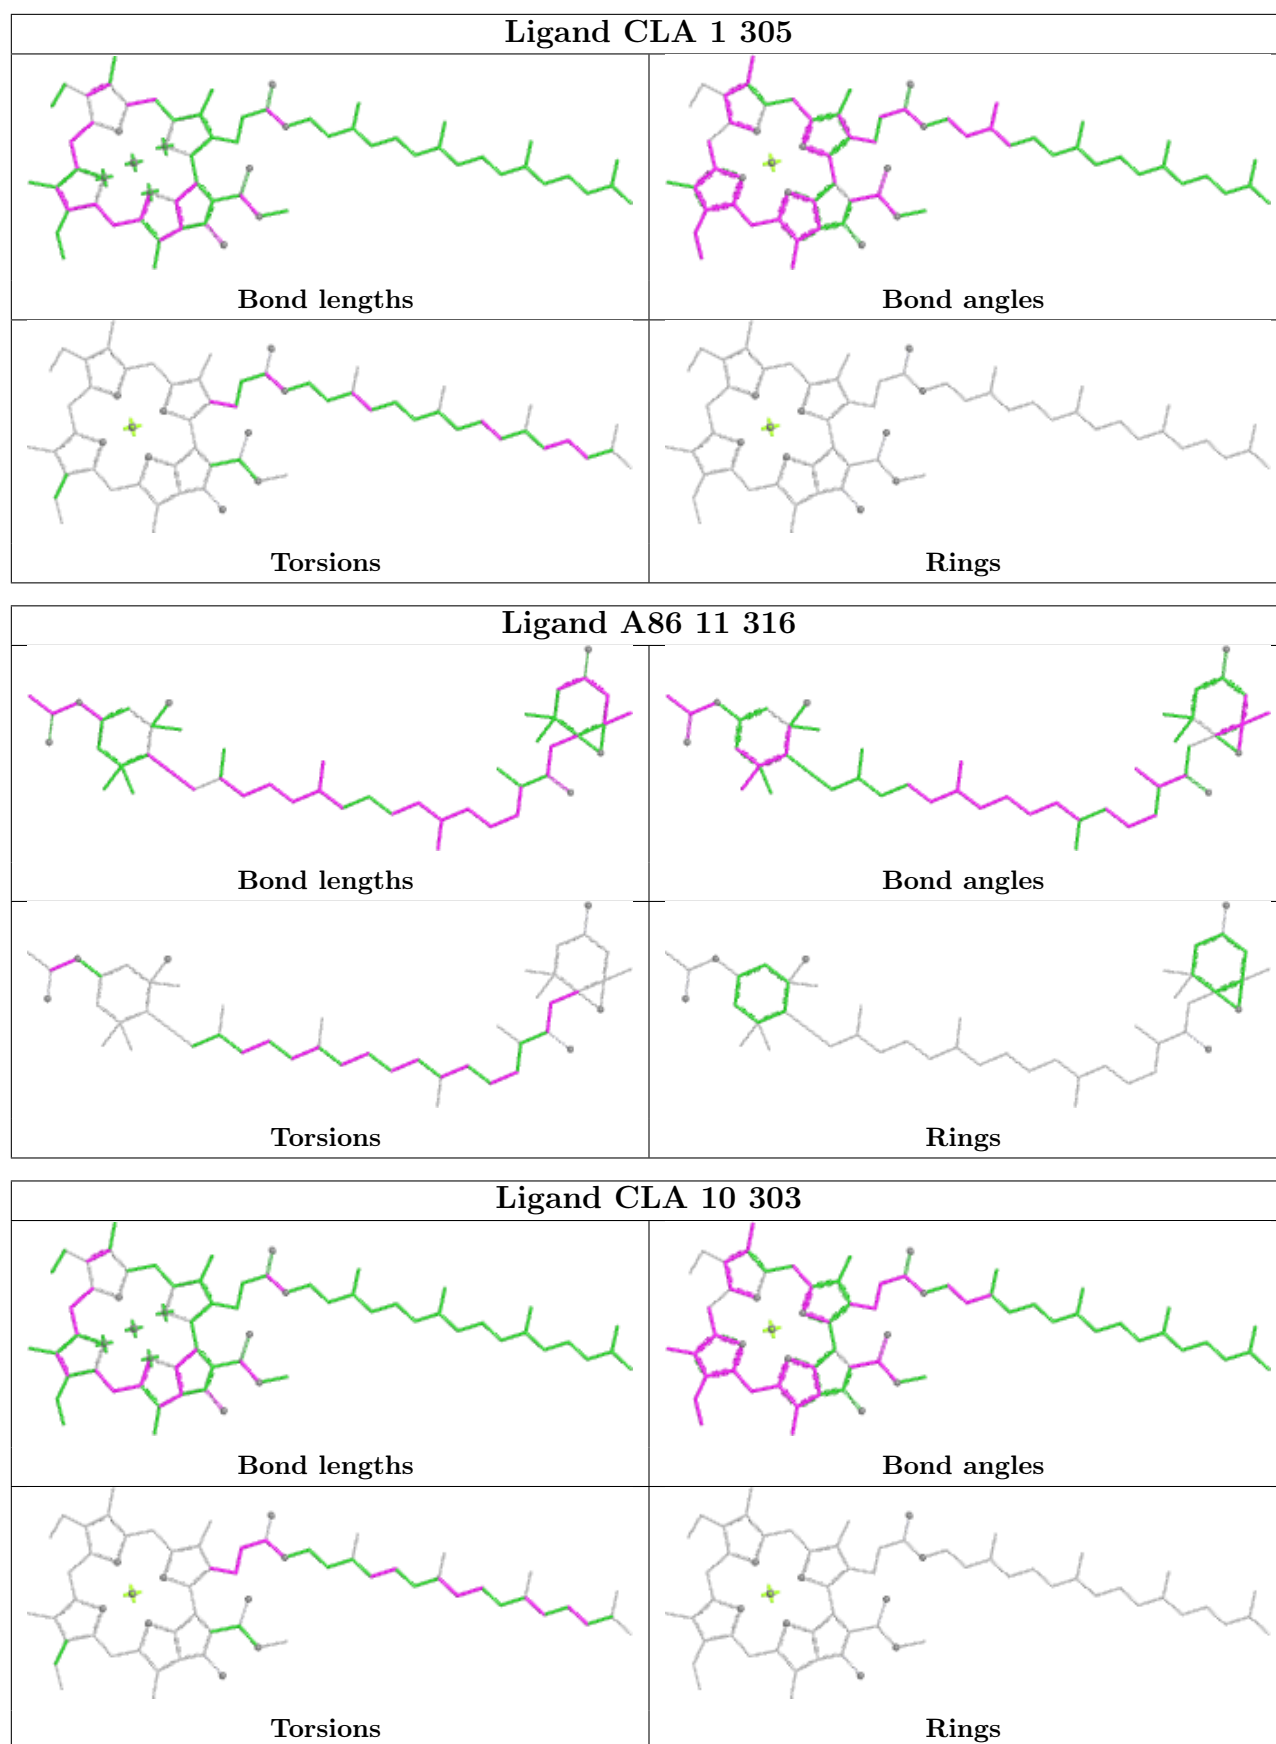 Ligand CLA 1 305
Bond lengths
Bond angles
Torsions
Rings
Ligand A86 11 316
Bond lengths
Bond angles
Torsions
Rings
Ligand CLA 10 303
Bond lengths
Bond angles
Torsions
Rings